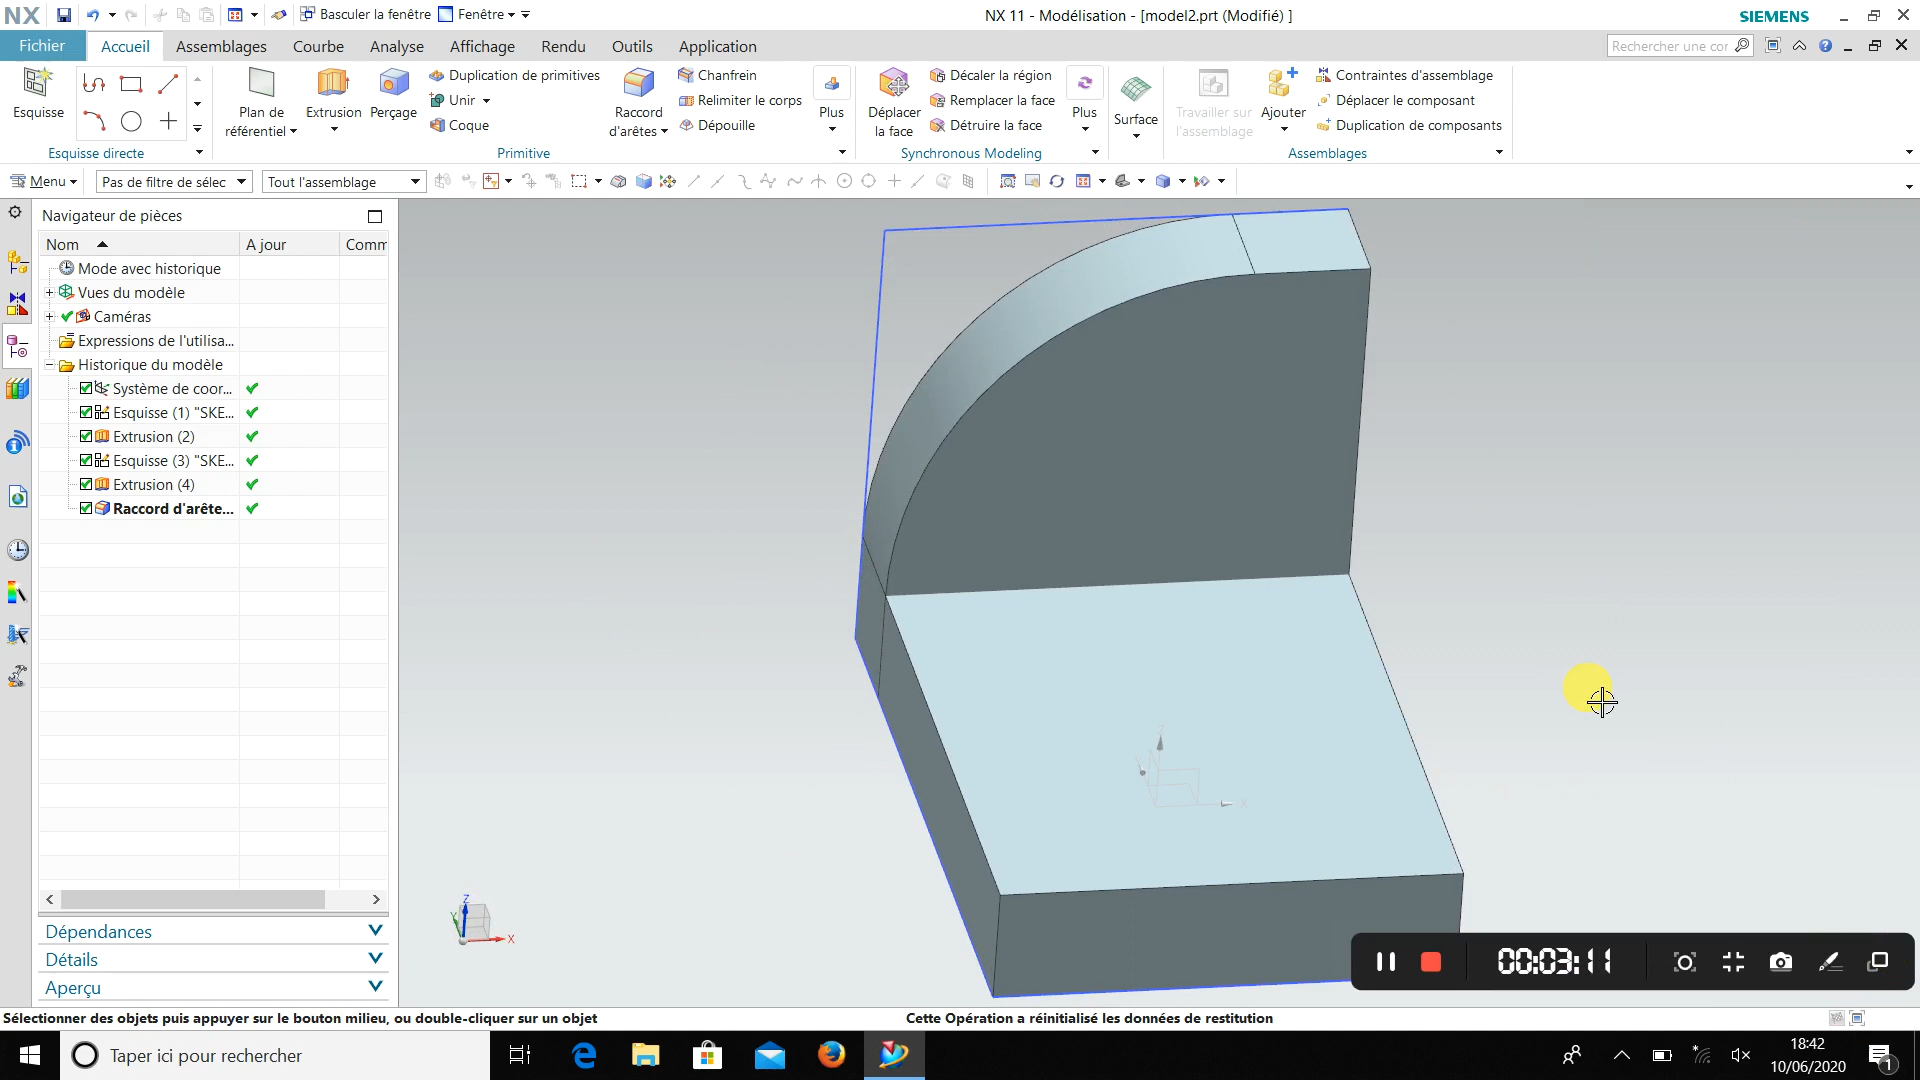 NX Basculer la fenêtre Fenêtre NX 11 - Modélisation - [model2.prt (Modifié) ] SIEMENS
Fichier Accueil Assemblages Courbe Analyse Affichage Rendu Outils Application Rechercher une cor
Esquisse
Esquisse directe
Plan de
référentiel
Extrusion
Perçage
Duplication de primitives
Unir
Coque
Raccord
d'arêtes
Chanfrein
Relimiter le corps
Dépouille
Plus
Primitive
Déplacer
la face
Décaler la région
Remplacer la face
Détruire la face
Plus
Synchronous Modeling
Surface
Travailler sur
l'assemblage
Ajouter
Contraintes d'assemblage
Déplacer le composant
Duplication de composants
Assemblages
Menu Pas de filtre de sélec Tout l'assemblage
Navigateur de pièces
Nom A jour Comm
Mode avec historique
Vues du modèle
Caméras
Expressions de l'utilisa...
Historique du modèle
Système de coor...
Esquisse (1) "SKE...
Extrusion (2)
Esquisse (3) "SKE...
Extrusion (4)
Raccord d'arête...
Dépendances
Détails
Aperçu
Z
X
Z
Y
X
00:03:11
Sélectionner des objets puis appuyer sur le bouton milieu, ou double-cliquer sur un objet Cette Opération a réinitialisé les données de restitution
Taper ici pour rechercher
18:42
10/06/2020
1